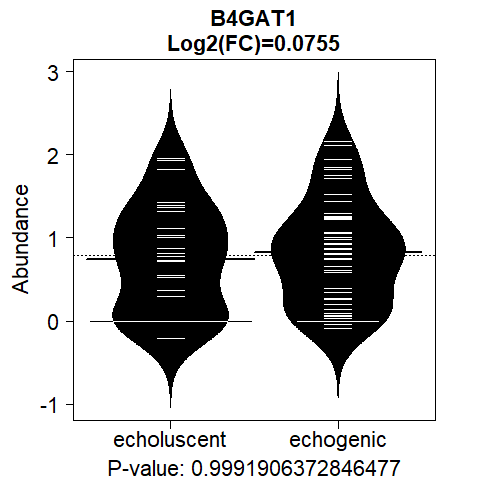 B4GAT1
Log2(FC)=0.0755
3
2
1
0
-1
Abundance
echoluscent echogenic
P-value: 0.9991906372846477